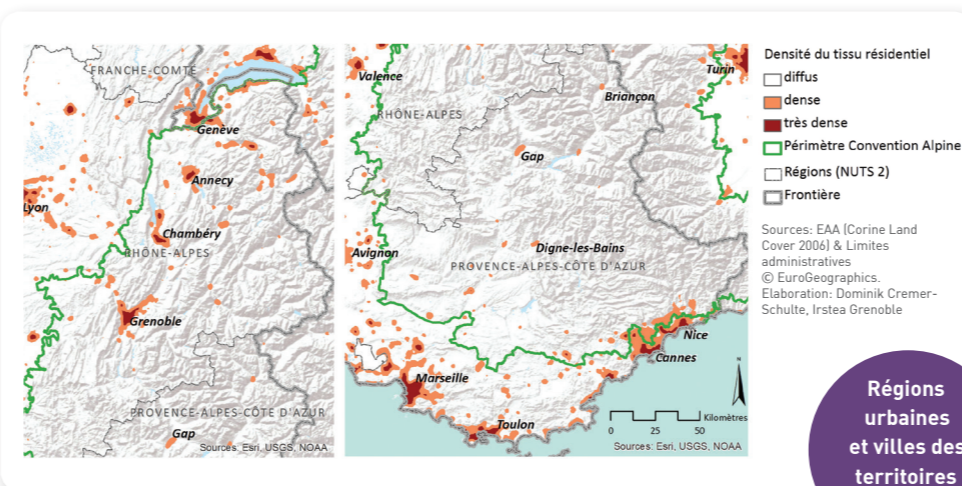 FRANCHE-COMTÉ
Genève
Annecy
Lyon
Chambéry
RHÔNE-ALPES
Grenoble
PROVENCE-ALPES-CÔTE D'AZUR
Gap
Sources: Esri, USGS, NOAA
Valence
Turin
Briançon
RHÔNE-ALPES
Gap
Avignon
Digne-les-Bains
PROVENCE-ALPES-CÔTE D'AZUR
Nice
Cannes
Marseille
Toulon
N
Kilomètres
0 25 50
Sources: Esri, USGS, NOAA
Densité du tissu résidentiel
diffus
dense
très dense
Périmètre Convention Alpine
Régions (NUTS 2)
Frontière
Sources: EAA (Corine Land
Cover 2006) & Limites
administratives
© EuroGeographics.
Elaboration: Dominik Cremer-
Schulte, Irstea Grenoble
Régions
urbaines
et villes des
territoires